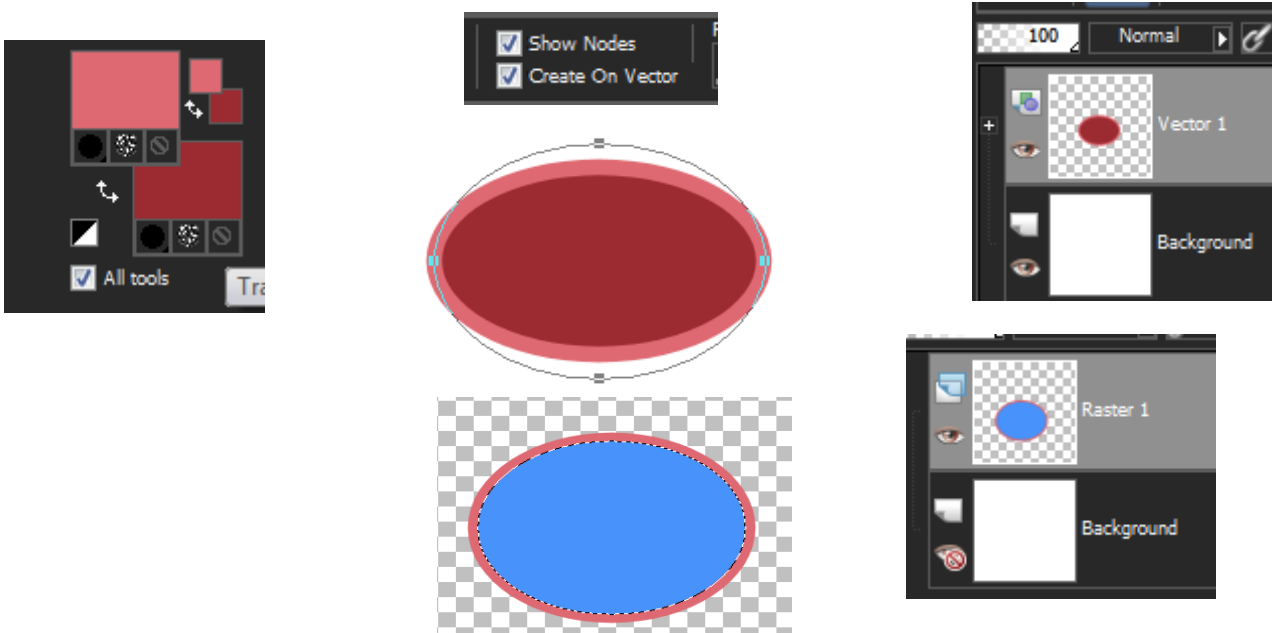 Show Nodes
Create On Vector
100
Normal
Vector 1
Background
All tools
Raster 1
Background